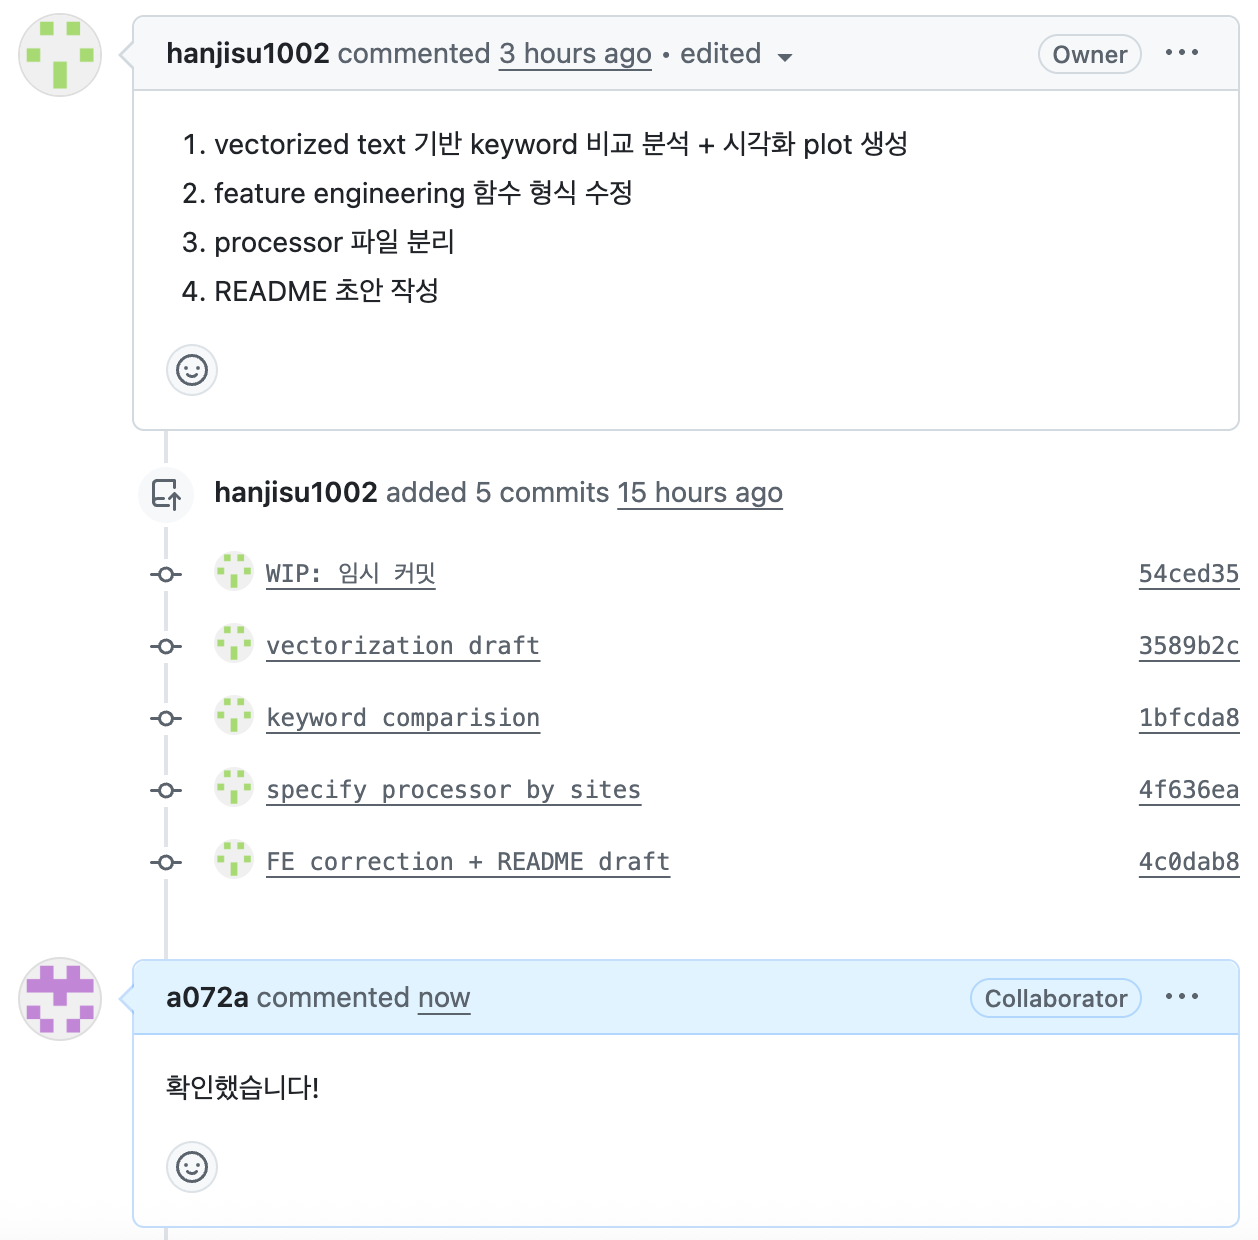 hanjisu1002 commented 3 hours ago • edited
Owner
1. vectorized text 기반 keyword 비교 분석 + 시각화 plot 생성
2. feature engineering 함수 형식 수정
3. processor 파일 분리
4. README 초안 작성
hanjisu1002 added 5 commits 15 hours ago
WIP: 임시 커밋 54ced35
vectorization draft 3589b2c
keyword comparision 1bfcda8
specify processor by sites 4f636ea
FE correction + README draft 4c0dab8
a072a commented now
Collaborator
확인했습니다!